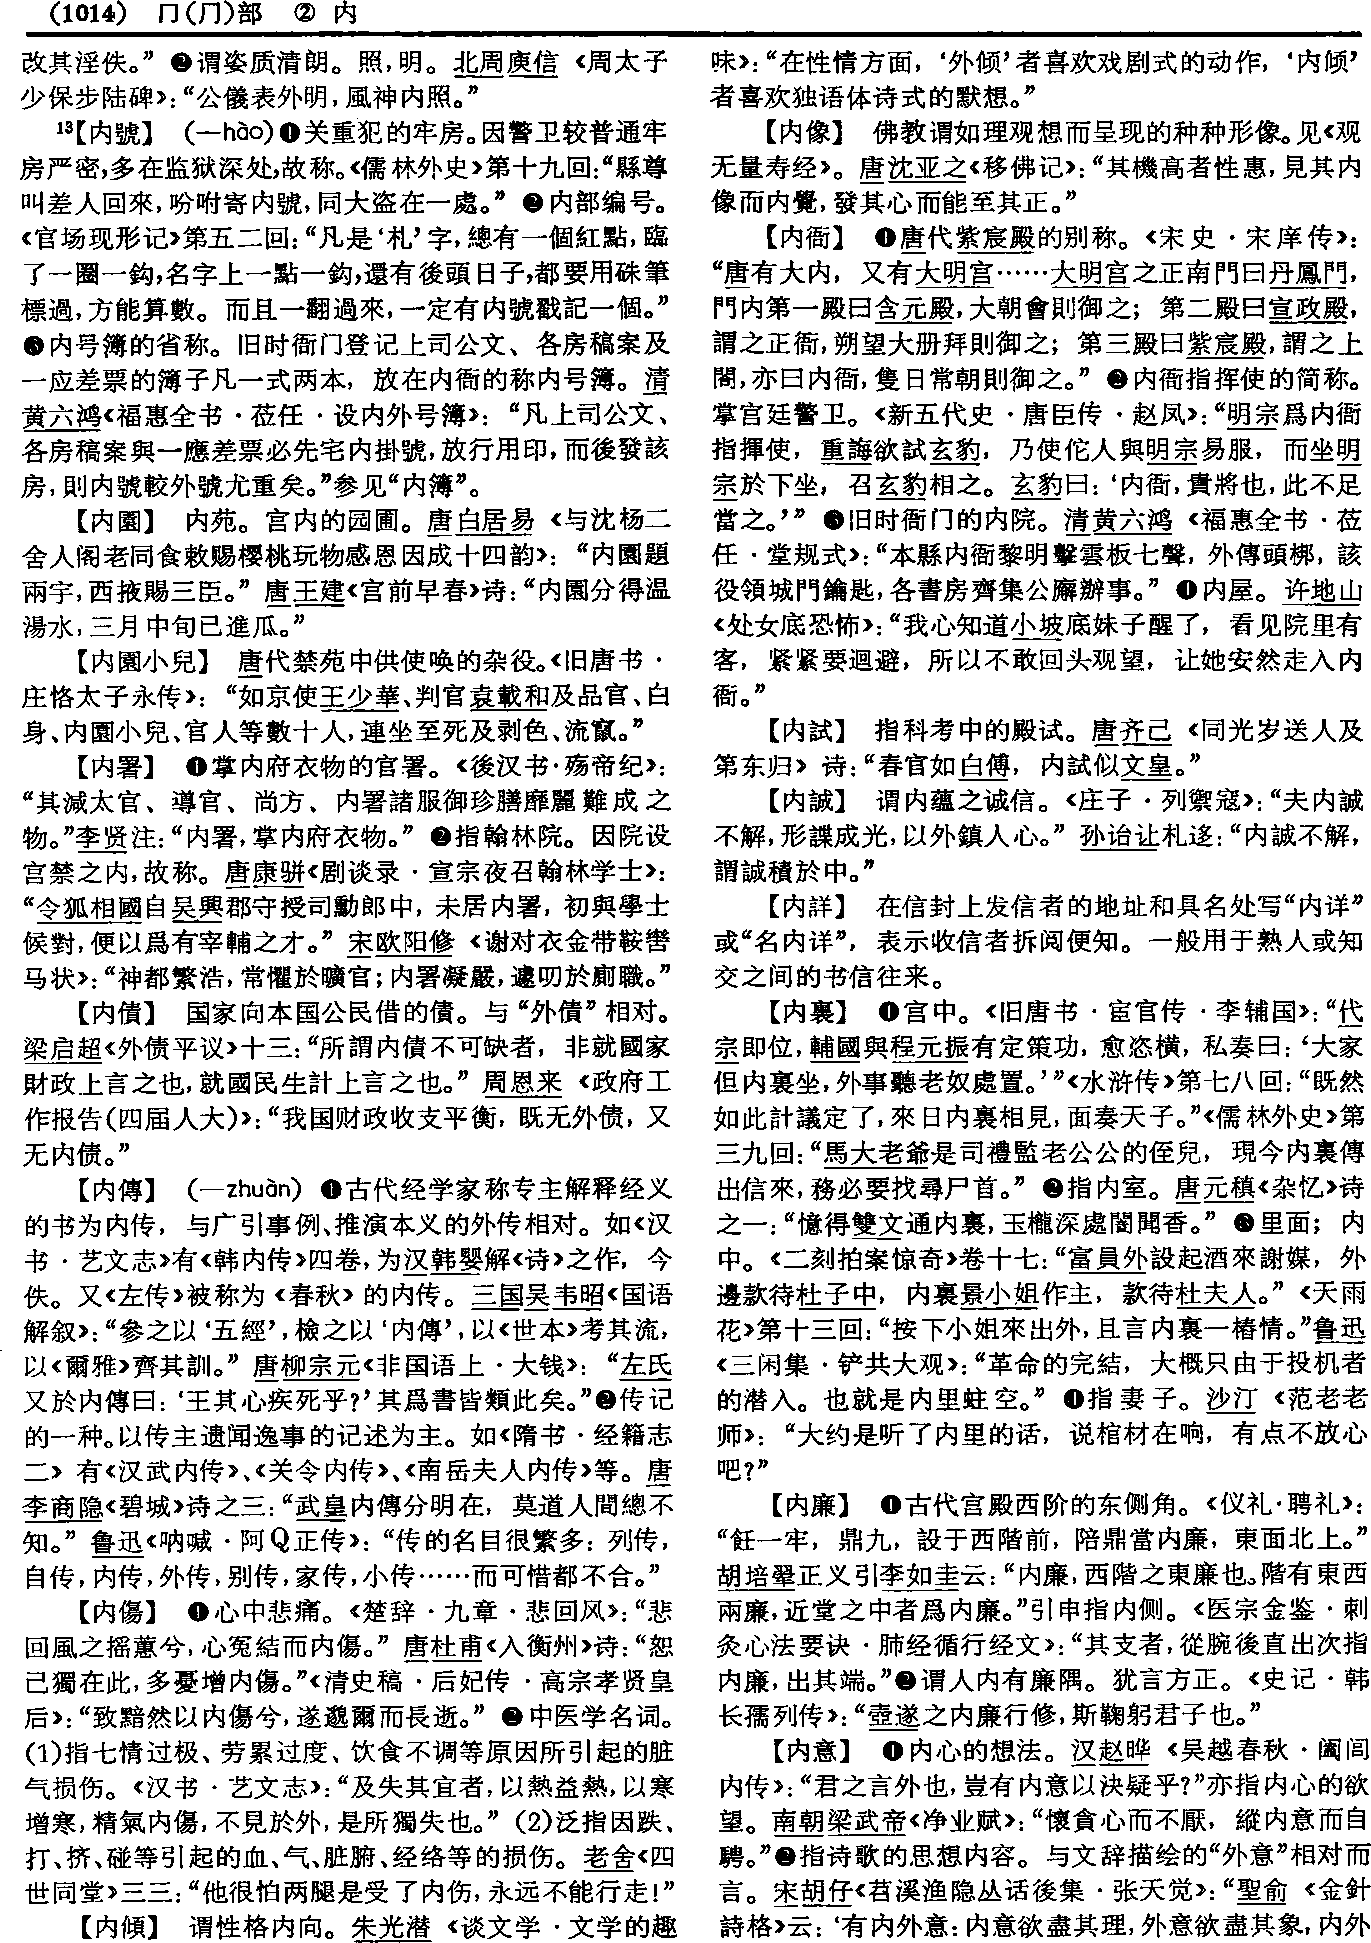 (1014) 冂(⺆)部 ② 内
改其淫佚。” ❷谓姿质清朗。照，明。北周庾信《周太子
少保步陆碑》：“公儀表外明，風神内照。”
¹³【内號】 (—hào)❶关重犯的牢房。因警卫较普通牢
房严密，多在监狱深处，故称。《儒林外史》第十九回：“縣尊
叫差人回來，吩咐寄内號，同大盗在一處。” ❷内部编号。
《官场现形记》第五二回：“凡是‘札’字，總有一個紅點，臨
了一圈一鈎，名字上一點一鈎，還有後頭日子，都要用硃筆
標過，方能算數。而且一翻過來，一定有内號戳記一個。”
❸内号簿的省称。旧时衙门登记上司公文、各房稿案及
一应差票的簿子凡一式两本，放在内衙的称内号簿。清
黄六鸿《福惠全书·莅任·设内外号簿》：“凡上司公文、
各房稿案與一應差票必先宅内掛號，放行用印，而後發該
房，則内號較外號尤重矣。”参见“内簿”。
【内園】 内苑。宫内的园圃。唐白居易《与沈杨二
舍人阁老同食敕赐樱桃玩物感恩因成十四韵》：“内園題
兩字，西掖賜三臣。” 唐王建《宫前早春》诗：“内園分得温
湯水，三月中旬已進瓜。”
【内園小兒】 唐代禁苑中供使唤的杂役。《旧唐书·
庄恪太子永传》：“如京使王少華、判官袁載和及品官、白
身、内園小兒、官人等數十人，連坐至死及剥色、流竄。”
【内署】 ❶掌内府衣物的官署。《後汉书·殇帝纪》：
“其減太官、導官、尚方、内署諸服御珍膳靡麗難成之
物。”李贤注：“内署，掌内府衣物。” ❷指翰林院。因院设
宫禁之内，故称。唐康骈《剧谈录·宣宗夜召翰林学士》：
“令狐相國自吴興郡守授司勳郎中，未居内署，初與學士
候對，便以爲有宰輔之才。” 宋欧阳修《谢对衣金带鞍辔
马状》：“神都繁浩，常懼於曠官；内署凝嚴，遽叨於厠職。”
【内債】 国家向本国公民借的債。与“外債”相对。
梁启超《外债平议》十三：“所謂内債不可缺者，非就國家
財政上言之也，就國民生計上言之也。” 周恩来《政府工
作报告(四届人大)》：“我国财政收支平衡，既无外债，又
无内债。”
【内傳】 (—zhuàn) ❶古代经学家称专主解释经义
的书为内传，与广引事例、推演本义的外传相对。如《汉
书·艺文志》有《韩内传》四卷，为汉韩婴解《诗》之作，今
佚。又《左传》被称为《春秋》的内传。三国吴韦昭《国语
解叙》：“參之以‘五經’，檢之以‘内傳’，以《世本》考其流，
以《爾雅》齊其訓。” 唐柳宗元《非国语上·大钱》：“左氏
又於内傳曰：‘王其心疾死乎？’其爲書皆類此矣。”❷传记
的一种。以传主遗闻逸事的记述为主。如《隋书·经籍志
二》有《汉武内传》、《关令内传》、《南岳夫人内传》等。唐
李商隐《碧城》诗之三：“武皇内傳分明在，莫道人間總不
知。” 鲁迅《呐喊·阿Q正传》：“传的名目很繁多：列传，
自传，内传，外传，别传，家传，小传……而可惜都不合。”
【内傷】 ❶心中悲痛。《楚辞·九章·悲回风》：“悲
回風之摇蕙兮，心冤結而内傷。” 唐杜甫《入衡州》诗：“恕
己獨在此，多憂增内傷。”《清史稿·后妃传·高宗孝贤皇
后》：“致黯然以内傷兮，遂邈爾而長逝。” ❷中医学名词。
(1)指七情过极、劳累过度、饮食不调等原因所引起的脏
气损伤。《汉书·艺文志》：“及失其宜者，以熱益熱，以寒
增寒，精氣内傷，不見於外，是所獨失也。” (2)泛指因跌、
打、挤、碰等引起的血、气、脏腑、经络等的损伤。老舍《四
世同堂》三三：“他很怕两腿是受了内伤，永远不能行走！”
【内傾】 谓性格内向。朱光潜《谈文学·文学的趣
味》：“在性情方面，‘外倾’者喜欢戏剧式的动作，‘内倾’
者喜欢独语体诗式的默想。”
【内像】 佛教谓如理观想而呈现的种种形像。见《观
无量寿经》。唐沈亚之《移佛记》：“其機高者性惠，見其内
像而内覺，發其心而能至其正。”
【内衙】 ❶唐代紫宸殿的别称。《宋史·宋庠传》：
“唐有大内，又有大明宫……大明宫之正南門曰丹鳳門，
門内第一殿曰含元殿，大朝會則御之；第二殿曰宣政殿，
謂之正衙，朔望大册拜則御之；第三殿曰紫宸殿，謂之上
閤，亦曰内衙，隻日常朝則御之。” ❷内衙指挥使的简称。
掌宫廷警卫。《新五代史·唐臣传·赵凤》：“明宗爲内衙
指揮使，重誨欲試玄豹，乃使佗人與明宗易服，而坐明
宗於下坐，召玄豹相之。玄豹曰：‘内衙，貴將也，此不足
當之。’” ❸旧时衙门的内院。清黄六鸿《福惠全书·莅
任·堂规式》：“本縣内衙黎明擊雲板七聲，外傳頭梆，該
役領城門鑰匙，各書房齊集公廨辦事。” ❹内屋。许地山
《处女底恐怖》：“我心知道小坡底妹子醒了，看见院里有
客，紧紧要迴避，所以不敢回头观望，让她安然走入内
衙。”
【内試】 指科考中的殿试。唐齐己《同光岁送人及
第东归》诗：“春官如白傅，内試似文皇。”
【内誠】 谓内蕴之诚信。《庄子·列禦寇》：“夫内誠
不解，形諜成光，以外鎮人心。” 孙诒让札迻：“内誠不解，
謂誠積於中。”
【内詳】 在信封上发信者的地址和具名处写“内详”
或“名内详”，表示收信者拆阅便知。一般用于熟人或知
交之间的书信往来。
【内裏】 ❶宫中。《旧唐书·宦官传·李辅国》：“代
宗即位，輔國與程元振有定策功，愈恣横，私奏曰：‘大家
但内裏坐，外事聽老奴處置。’”《水浒传》第七八回：“既然
如此計議定了，來日内裏相見，面奏天子。”《儒林外史》第
三九回：“馬大老爺是司禮監老公公的侄兒，現今内裏傳
出信來，務必要找尋尸首。” ❷指内室。唐元稹《杂忆》诗
之一：“憶得雙文通内裏，玉櫳深處闇聞香。” ❸里面；内
中。《二刻拍案惊奇》卷十七：“富員外設起酒來謝媒，外
邊款待杜子中，内裏景小姐作主，款待杜夫人。” 《天雨
花》第十三回：“按下小姐來出外，且言内裏一樁情。”鲁迅
《三闲集·铲共大观》：“革命的完結，大概只由于投机者
的潜入。也就是内里蛀空。” ❹指妻子。沙汀《范老老
师》：“大约是听了内里的话，说棺材在响，有点不放心
吧？”
【内廉】 ❶古代宫殿西阶的东侧角。《仪礼·聘礼》：
“飪一牢，鼎九，設于西階前，陪鼎當内廉，東面北上。”
胡培翬正义引李如圭云：“内廉，西階之東廉也。階有東西
兩廉，近堂之中者爲内廉。”引申指内侧。《医宗金鉴·刺
灸心法要诀·肺经循行经文》：“其支者，從腕後直出次指
内廉，出其端。”❷谓人内有廉隅。犹言方正。《史记·韩
长孺列传》：“壺遂之内廉行修，斯鞠躬君子也。”
【内意】 ❶内心的想法。汉赵晔《吴越春秋·阖闾
内传》：“君之言外也，豈有内意以決疑乎？”亦指内心的欲
望。南朝梁武帝《净业赋》：“懷貪心而不厭，縱内意而自
騁。”❷指诗歌的思想内容。与文辞描绘的“外意”相对而
言。宋胡仔《苕溪渔隐丛话後集·张天觉》：“聖俞《金針
詩格》云：‘有内外意：内意欲盡其理，外意欲盡其象，内外